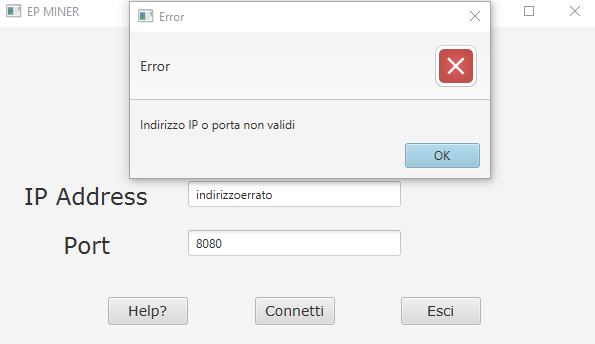 EP MINER
Error
Error
Indirizzo IP o porta non validi
OK
IP Address
indirizzoerrato
Port
8080
Help?
Connetti
Esci